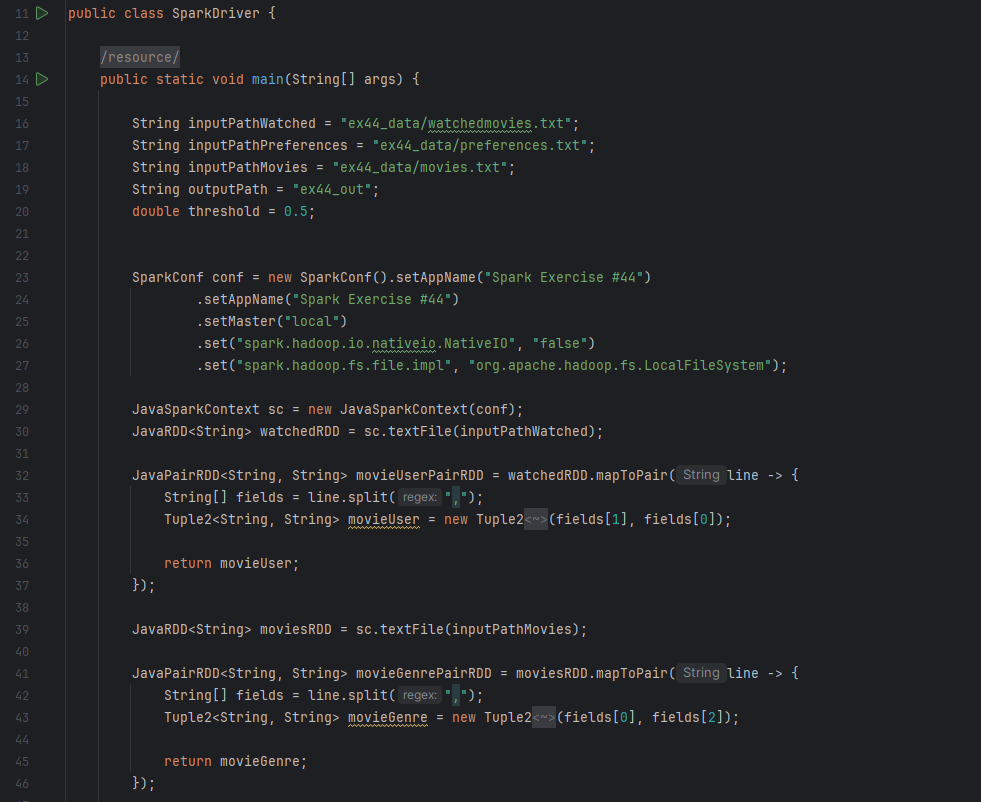 11 public class SparkDriver {
12
13 /resource/
14 public static void main(String[] args) {
15
16 String inputPathWatched = "ex44_data/watchedmovies.txt";
17 String inputPathPreferences = "ex44_data/preferences.txt";
18 String inputPathMovies = "ex44_data/movies.txt";
19 String outputPath = "ex44_out";
20 double threshold = 0.5;
21
22
23 SparkConf conf = new SparkConf().setAppName("Spark Exercise #44")
24 .setAppName("Spark Exercise #44")
25 .setMaster("local")
26 .set("spark.hadoop.io.nativeio.NativeIO", "false")
27 .set("spark.hadoop.fs.file.impl", "org.apache.hadoop.fs.LocalFileSystem");
28
29 JavaSparkContext sc = new JavaSparkContext(conf);
30 JavaRDD<String> watchedRDD = sc.textFile(inputPathWatched);
31
32 JavaPairRDD<String, String> movieUserPairRDD = watchedRDD.mapToPair( String line -> {
33 String[] fields = line.split( regex: ",");
34 Tuple2<String, String> movieUser = new Tuple2<~>(fields[1], fields[0]);
35
36 return movieUser;
37 });
38
39 JavaRDD<String> moviesRDD = sc.textFile(inputPathMovies);
40
41 JavaPairRDD<String, String> movieGenrePairRDD = moviesRDD.mapToPair( String line -> {
42 String[] fields = line.split( regex: ",");
43 Tuple2<String, String> movieGenre = new Tuple2<~>(fields[0], fields[2]);
44
45 return movieGenre;
46 });